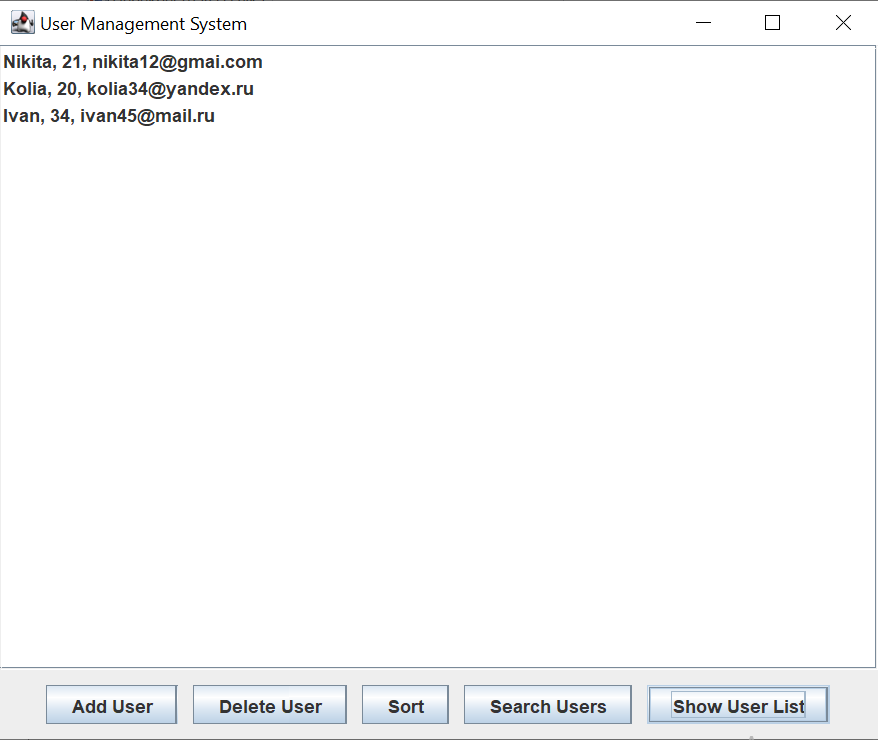 User Management System
Nikita, 21, nikita12@gmai.com
Kolia, 20, kolia34@yandex.ru
Ivan, 34, ivan45@mail.ru
Add User Delete User Sort Search Users Show User List